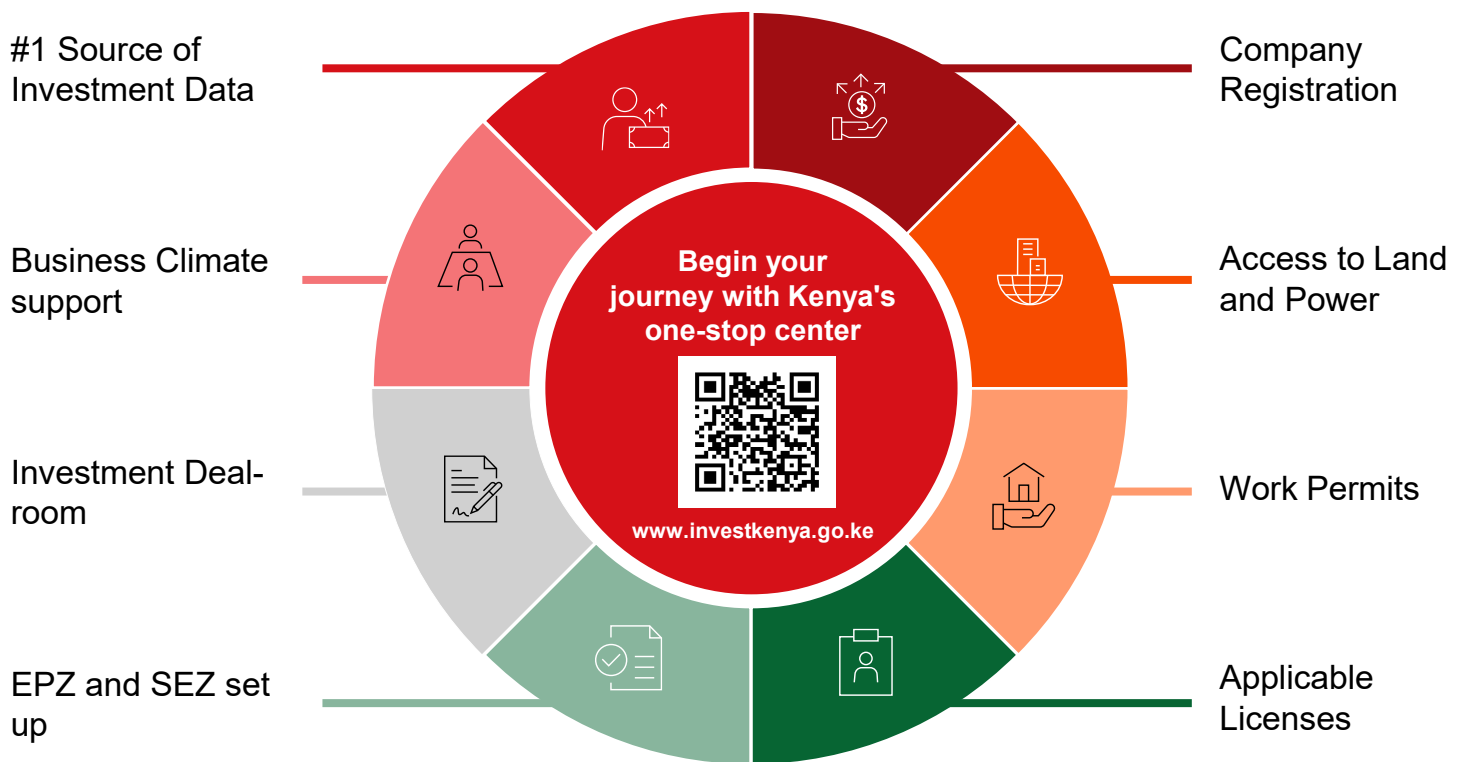 #1 Source of
Investment Data
Business Climate
support
Investment Deal-
room
EPZ and SEZ set
up
$
Begin your
journey with Kenya's
one-stop center
www.investkenya.go.ke
Company
Registration
Access to Land
and Power
Work Permits
Applicable
Licenses